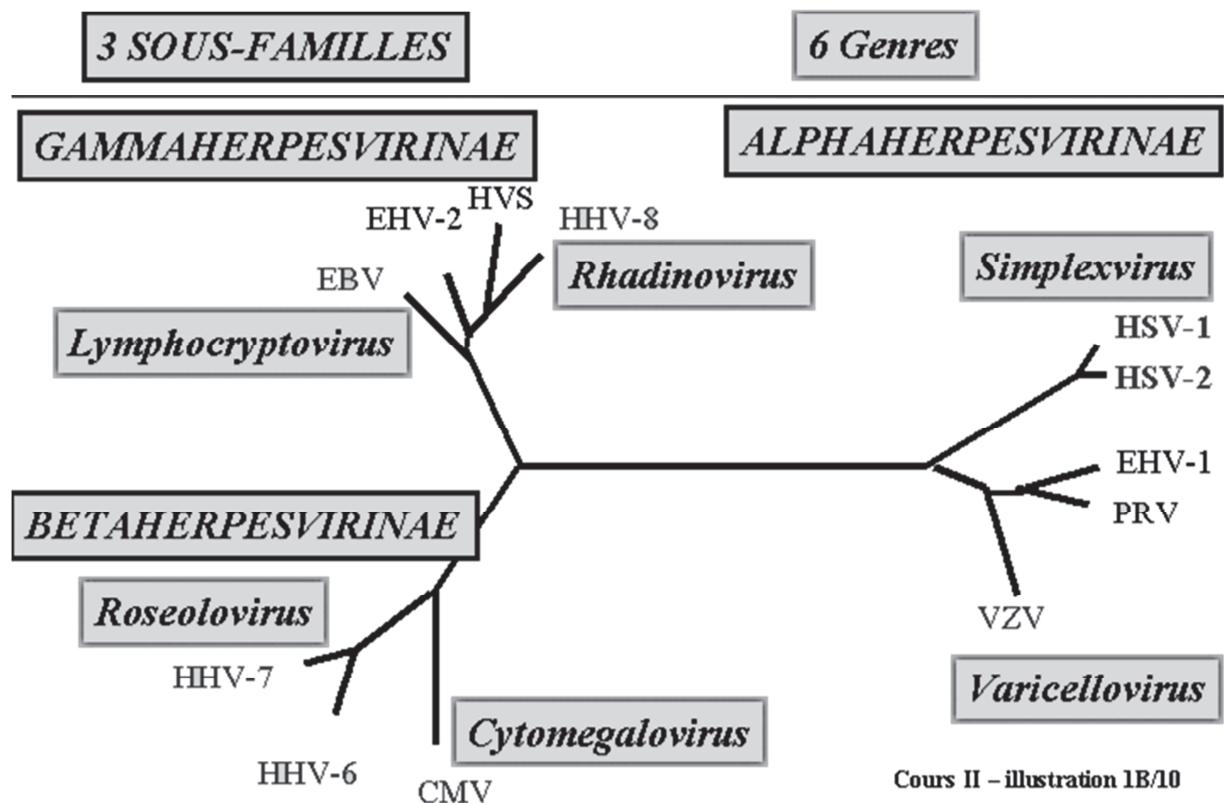 3 SOUS-FAMILLES
6 Genres
GAMMAHERPESVIRINAE
ALPHAHERPESVIRINAE
HVS
EHV-2
HHV-8
EBV
Rhadinovirus
Simplexvirus
Lymphocryptovirus
HSV-1
HSV-2
EHV-1
PRV
BETAHERPESVIRINAE
Roseolovirus
VZV
HHV-7
Varicellovirus
Cytomegalovirus
HHV-6
CMV
Cours II – illustration 1B/10